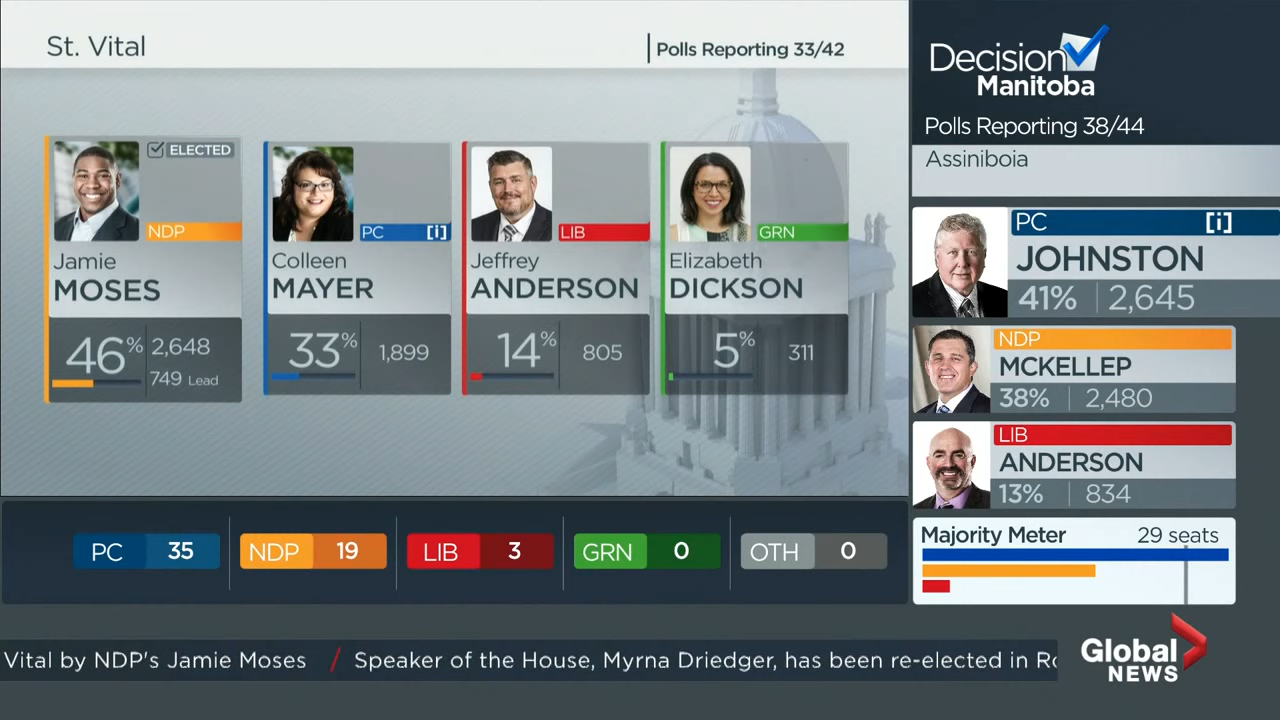 St. Vital
Polls Reporting 33/42
ELECTED
NDP
Jamie
MOSES
46%
2,648
749 Lead
PC [i]
Colleen
MAYER
33%
1,899
LIB
Jeffrey
ANDERSON
14%
805
GRN
Elizabeth
DICKSON
5%
311
Decision
Manitoba
Polls Reporting 38/44
Assiniboia
PC [i]
JOHNSTON
41% 2,645
NDP
MCKELLEP
38% 2,480
LIB
ANDERSON
13% 834
Majority Meter 29 seats
PC 35 NDP 19 LIB 3 GRN 0 OTH 0
Vital by NDP's Jamie Moses / Speaker of the House, Myrna Driedger, has been re-elected in Ro
Global
NEWS